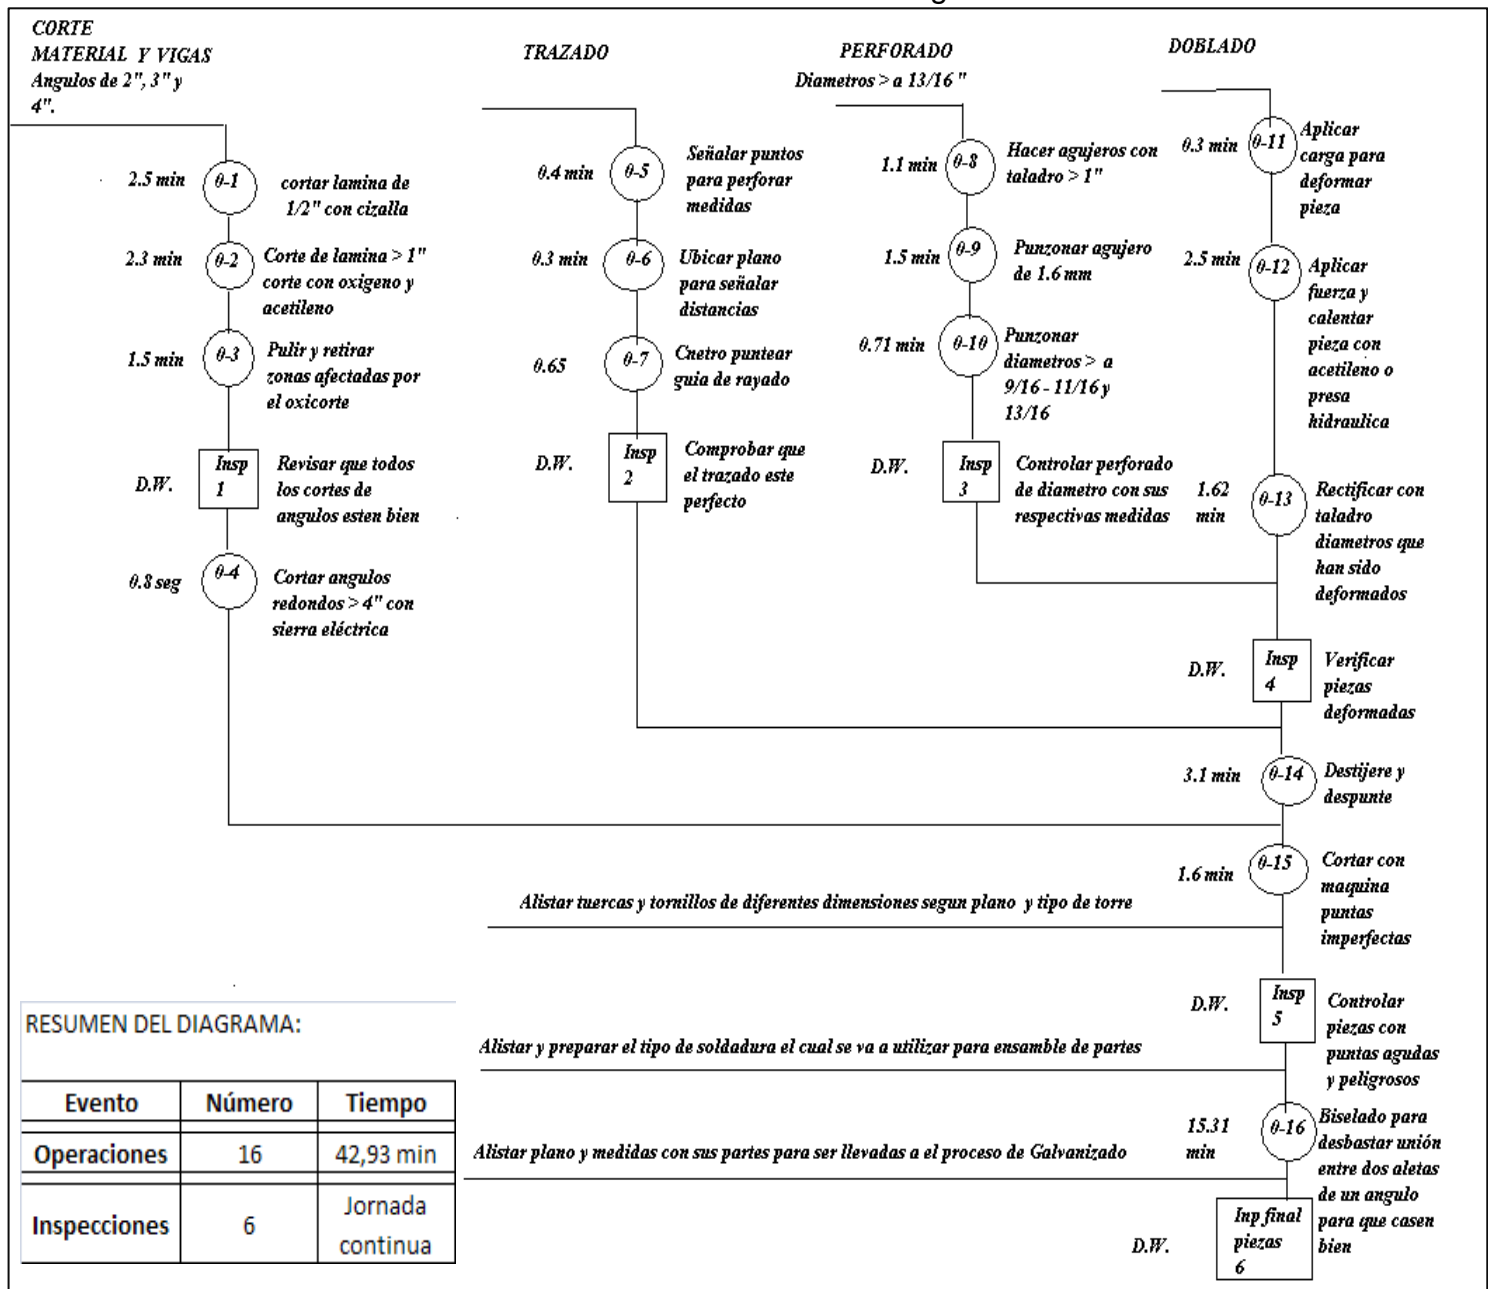 CORTE
MATERIAL Y VIGAS
Angulos de 2", 3" y
4".
2.5 min
0-1
cortar lamina de
1/2" con cizalla
2.3 min
0-2
Corte de lamina > 1"
corte con oxigeno y
acetileno
1.5 min
0-3
Pulir y retirar
zonas afectadas por
el oxicorte
D.W.
Insp
1
Revisar que todos
los cortes de
angulos esten bien
0.8 seg
0-4
Cortar angulos
redondos > 4" con
sierra eléctrica
TRAZADO
0.4 min
0-5
Señalar puntos
para perforar
medidas
0.3 min
0-6
Ubicar plano
para señalar
distancias
0.65
0-7
Cnetro puntear
guia de rayado
D.W.
Insp
2
Comprobar que
el trazado este
perfecto
PERFORADO
Diametros > a 13/16 "
1.1 min
0-8
Hacer agujeros con
taladro > 1"
1.5 min
0-9
Punzonar agujero
de 1.6 mm
0.71 min
0-10
Punzonar
diametros > a
9/16 - 11/16 y
13/16
D.W.
Insp
3
Controlar perforado
de diametro con sus
respectivas medidas
DOBLADO
0.3 min
0-11
Aplicar
carga para
deformar
pieza
2.5 min
0-12
Aplicar
fuerza y
calentar
pieza con
acetileno o
presa
hidraulica
1.62
min
0-13
Rectificar con
taladro
diametros que
han sido
deformados
D.W.
Insp
4
Verificar
piezas
deformadas
3.1 min
0-14
Destijere y
despunte
1.6 min
0-15
Cortar con
maquina
puntas
imperfectas
Alistar tuercas y tornillos de diferentes dimensiones segun plano y tipo de torre
D.W.
Insp
5
Controlar
piezas con
puntas agudas
y peligrosos
Alistar y preparar el tipo de soldadura el cual se va a utilizar para ensamble de partes
15.31
min
0-16
Biselado para
desbastar unión
entre dos aletas
de un angulo
para que casen
bien
Alistar plano y medidas con sus partes para ser llevadas a el proceso de Galvanizado
D.W.
Inp final
piezas
6
RESUMEN DEL DIAGRAMA:
Evento Número Tiempo
Operaciones 16 42,93 min
Inspecciones 6 Jornada
continua